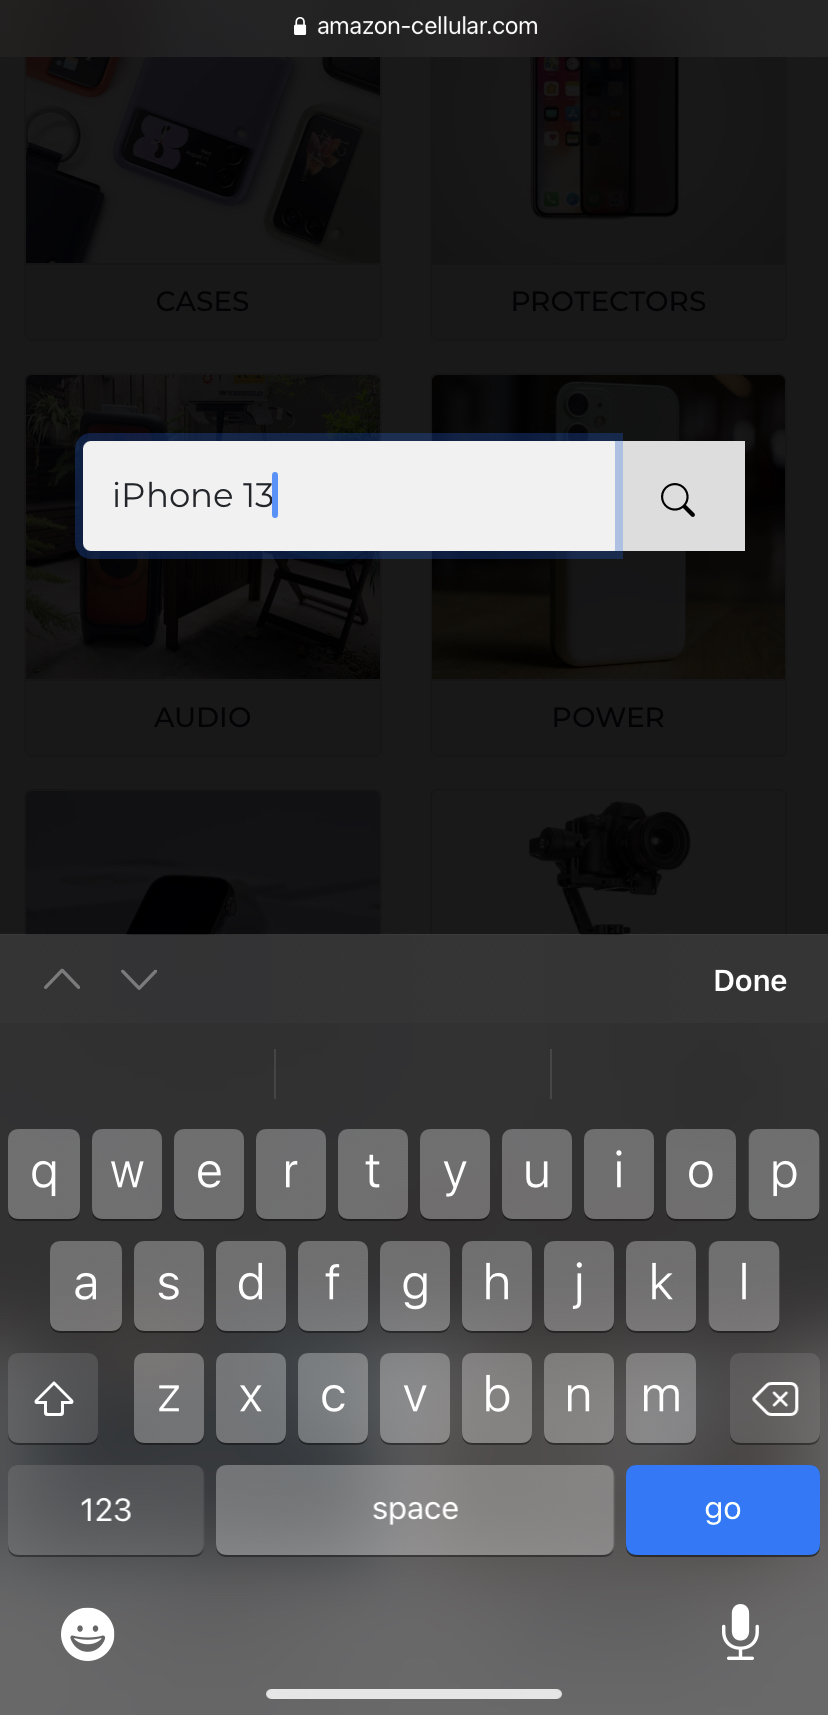 amazon-cellular.com
CASES
PROTECTORS
iPhone 13
AUDIO
POWER
Done
q w e r t y u i o p
a s d f g h j k l
z x c v b n m
123 space go